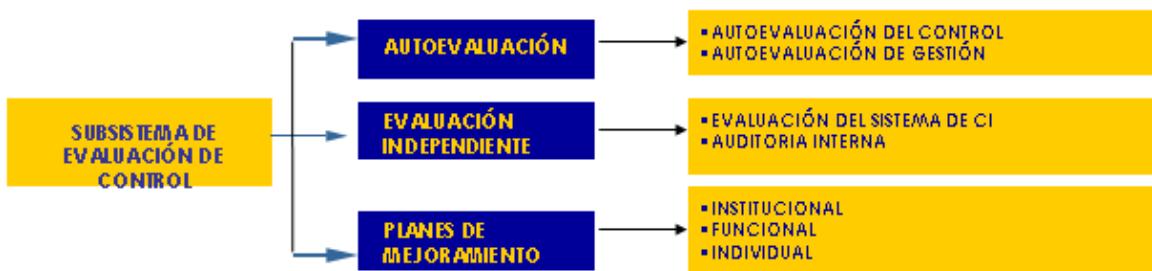 SUBSISTEMA DE
EVALUACIÓN DE
CONTROL
AUTOEVALUACIÓN
▪AUTOEVALUACIÓN DEL CONTROL
▪AUTOEVALUACIÓN DE GESTIÓN
EVALUACIÓN
INDEPENDIENTE
▪EVALUACIÓN DEL SISTEMA DE CI
▪AUDITORIA INTERNA
PLANES DE
MEJORAMIENTO
▪INSTITUCIONAL
▪FUNCIONAL
▪INDIVIDUAL